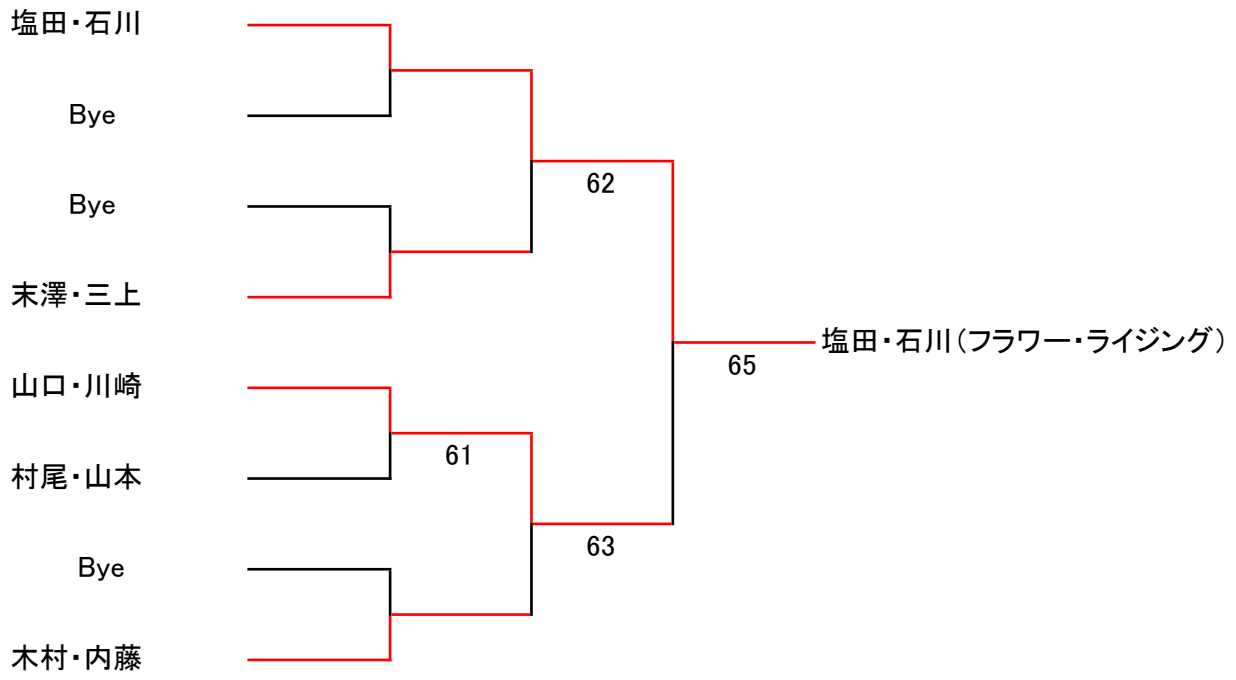 塩田・石川
Bye
Bye
末澤・三上
山口・川崎
村尾・山本
Bye
木村・内藤
61
62
63
65
塩田・石川(フラワー・ライジング)